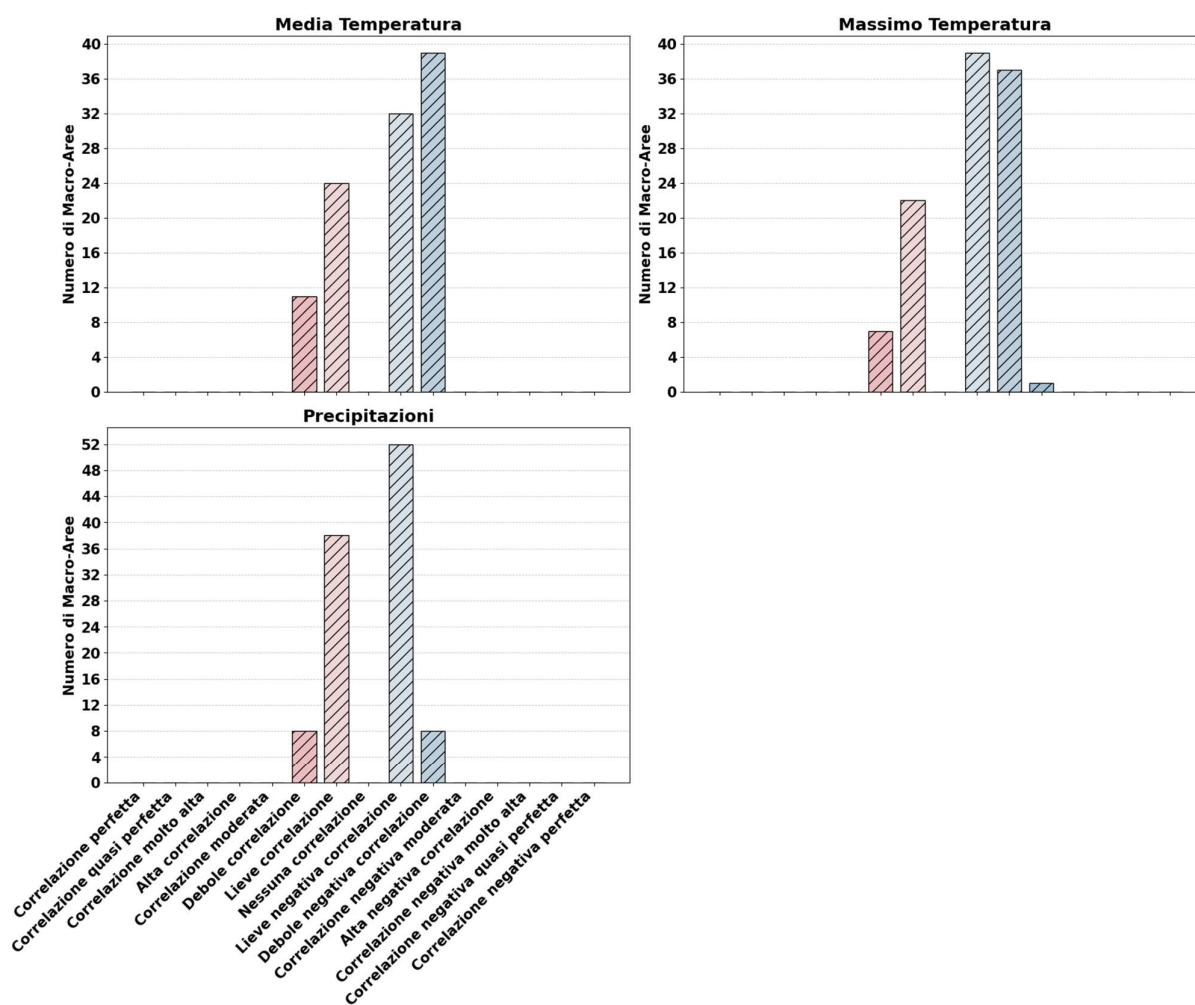 Media Temperatura
Numero di Macro-Aree
40
36
32
28
24
20
16
12
8
4
0
Massimo Temperatura
Numero di Macro-Aree
40
36
32
28
24
20
16
12
8
4
0
Precipitazioni
Numero di Macro-Aree
52
48
44
40
36
32
28
24
20
16
12
8
4
0
Correlazione perfetta
Correlazione quasi perfetta
Correlazione molto alta
Alta correlazione
Correlazione moderata
Debole correlazione
Lieve correlazione
Nessuna correlazione
Lieve negativa correlazione
Debole negativa correlazione
Correlazione negativa moderata
Alta negativa correlazione
Correlazione negativa molto alta
Correlazione negativa quasi perfetta
Correlazione negativa perfetta